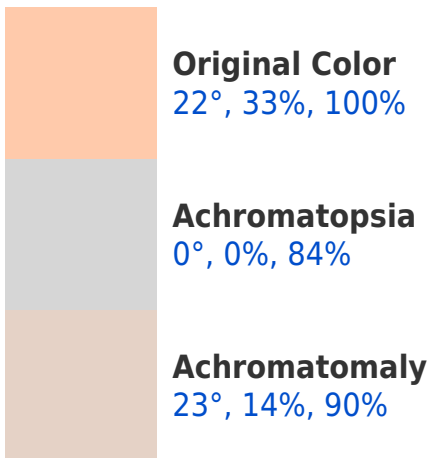 Original Color
22°, 33%, 100%
Achromatopsia
0°, 0%, 84%
Achromatomaly
23°, 14%, 90%